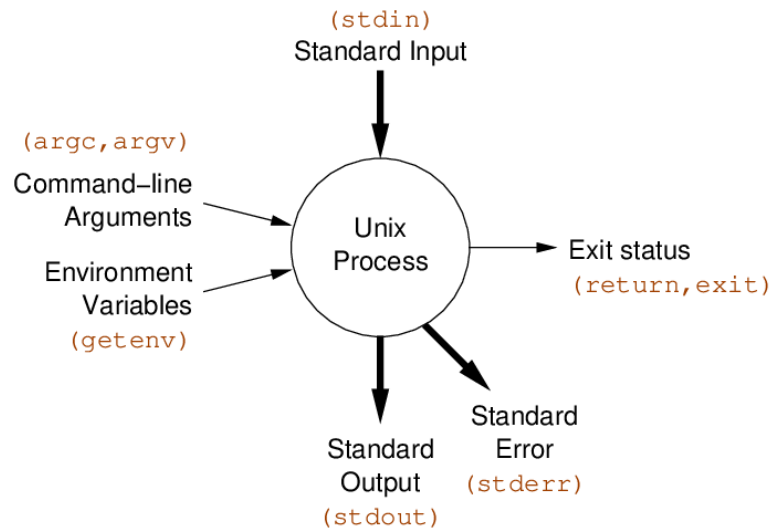 (stdin)
Standard Input
(argc,argv)
Command−line
Arguments
Environment
Variables
(getenv)
Unix
Process
Exit status
(return,exit)
Standard
Output
(stdout)
Standard
Error
(stderr)